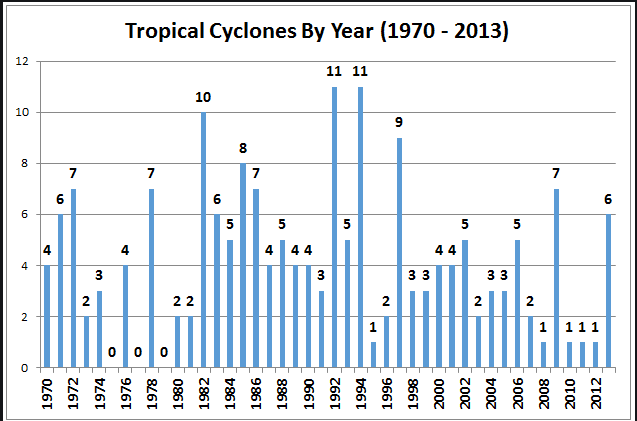 Tropical Cyclones By Year (1970 - 2013)
12
10
8
6
4
2
0
4 6 7 2 3 0 4 0 7 0 2 2 10 6 5 8 7 4 5 4 4 3 11 5 11 1 2 9 3 3 4 4 5 2 3 3 5 2 1 7 1 1 1 6
1970 1972 1974 1976 1978 1980 1982 1984 1986 1988 1990 1992 1994 1996 1998 2000 2002 2004 2006 2008 2010 2012